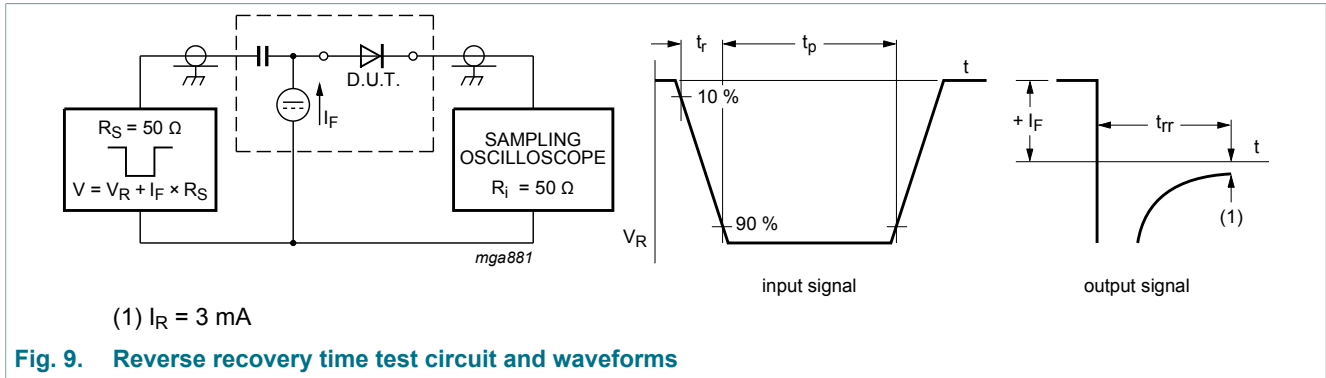 D.U.T.
I_F
R_S = 50 Ω
V = V_R + I_F × R_S
SAMPLING
OSCILLOSCOPE
R_i = 50 Ω
mga881
t_r
t_p
t
10 %
90 %
V_R
input signal
+ I_F
t_rr
t
(1)
output signal
(1) I_R = 3 mA
Fig. 9. Reverse recovery time test circuit and waveforms